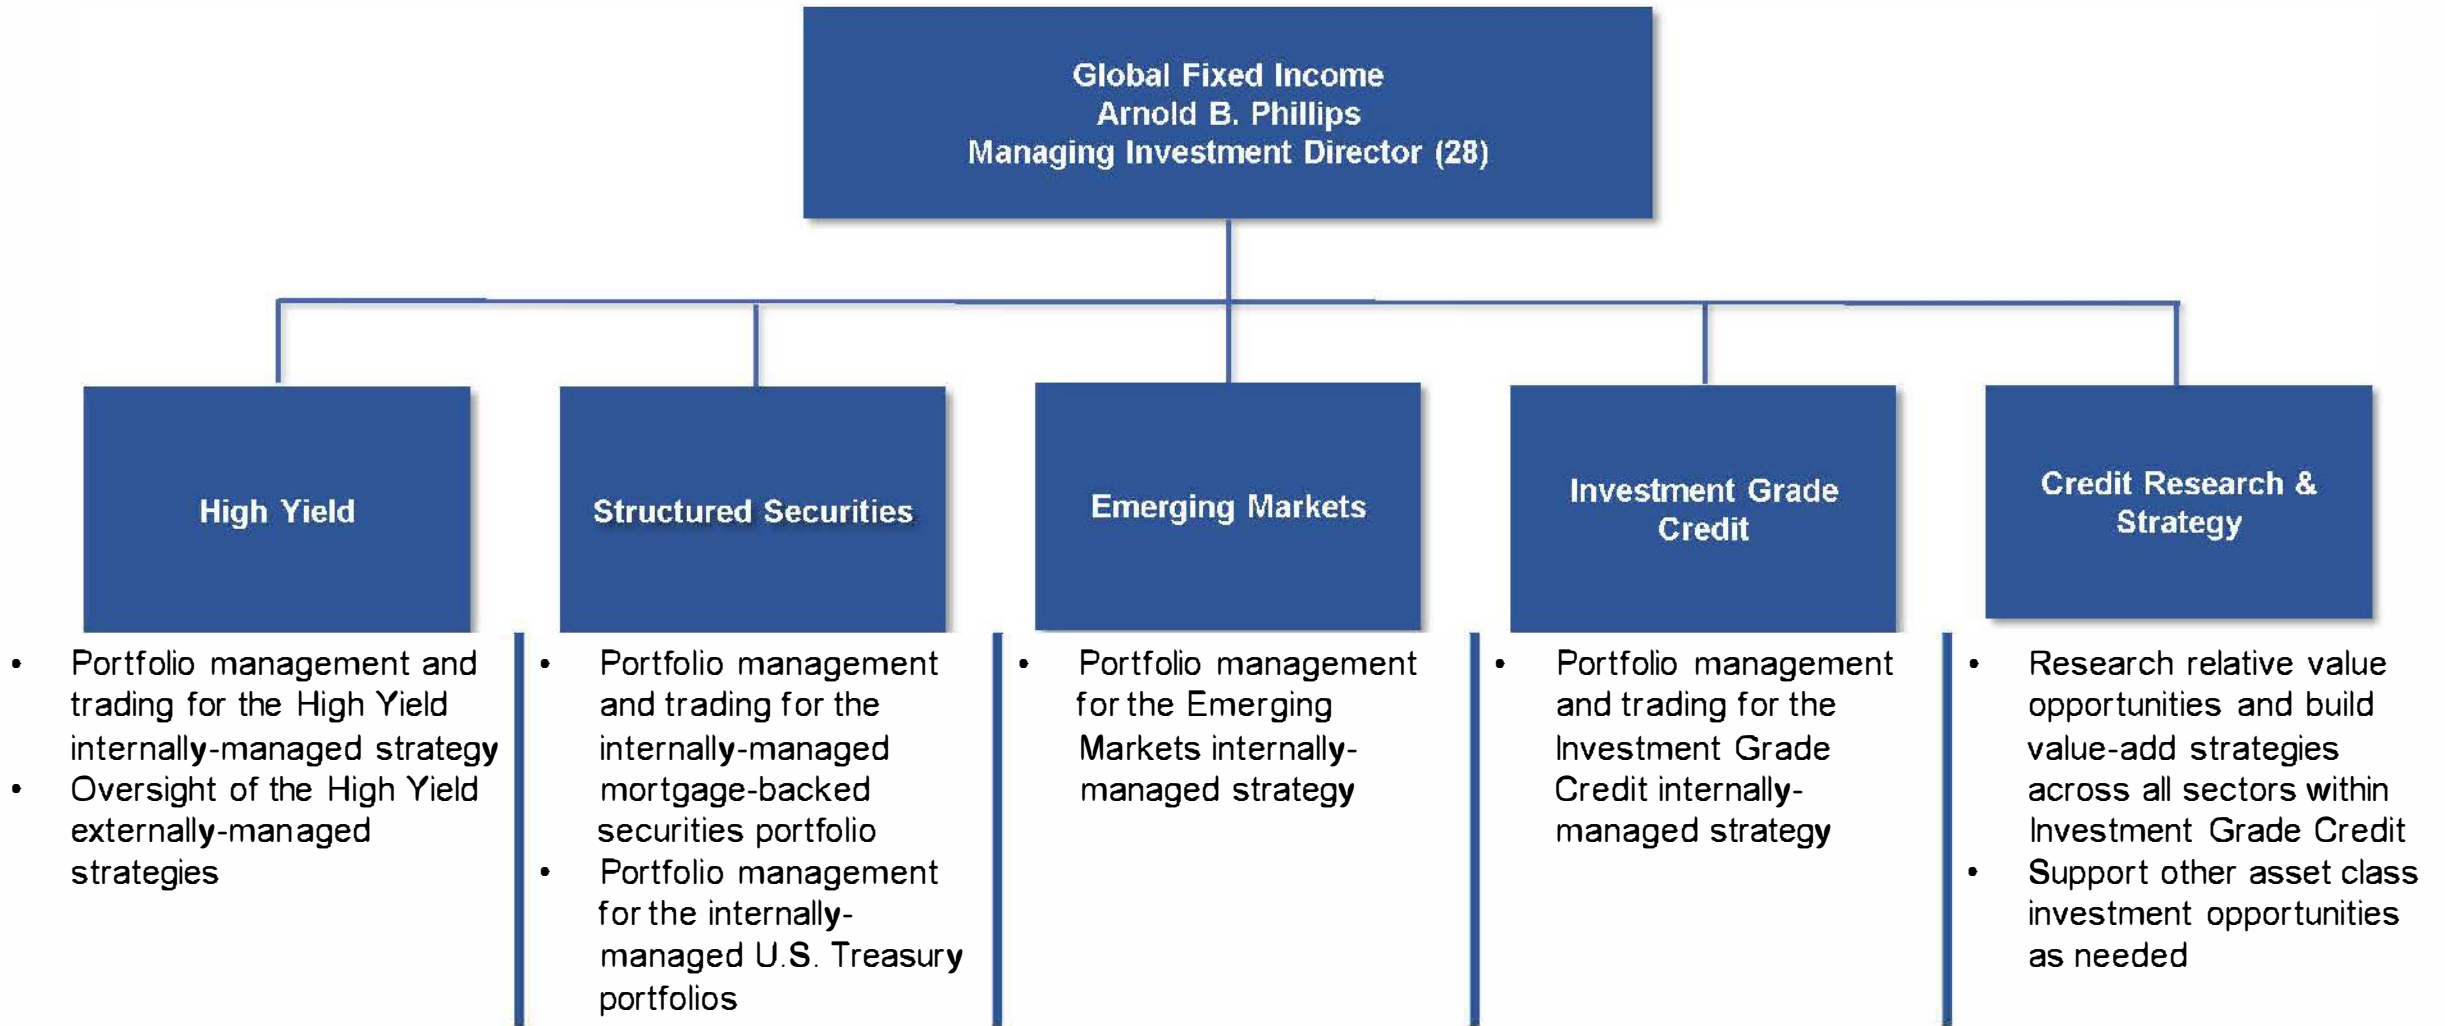 Global Fixed Income
Arnold B. Phillips
Managing Investment Director (28)
High Yield
Structured Securities
Emerging Markets
Investment Grade
Credit
Credit Research &
Strategy
• Portfolio management and
trading for the High Yield
internally-managed strategy
• Oversight of the High Yield
externally-managed
strategies
• Portfolio management
and trading for the
internally-managed
mortgage-backed
securities portfolio
• Portfolio management
for the internally-
managed U.S. Treasury
portfolios
• Portfolio management
for the Emerging
Markets internally-
managed strategy
• Portfolio management
and trading for the
Investment Grade
Credit internally-
managed strategy
• Research relative value
opportunities and build
value-add strategies
across all sectors within
Investment Grade Credit
• Support other asset class
investment opportunities
as needed